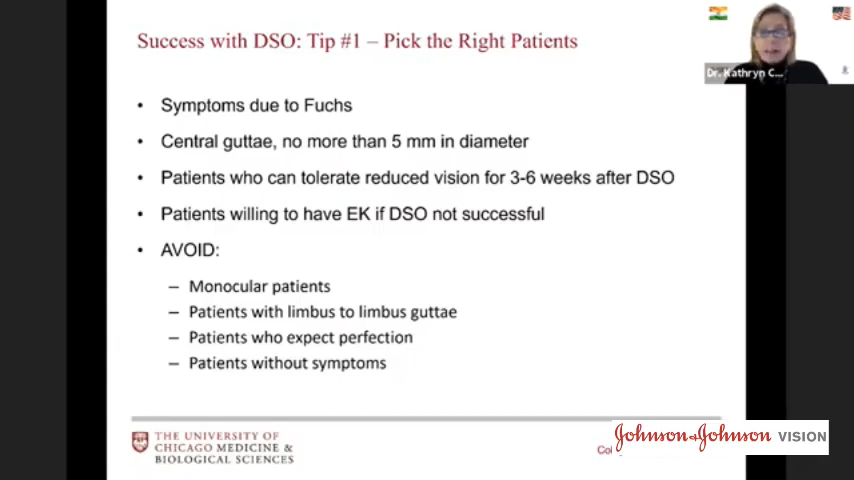 Success with DSO: Tip #1 – Pick the Right Patients
Dr. Kathryn C...
• Symptoms due to Fuchs
• Central guttae, no more than 5 mm in diameter
• Patients who can tolerate reduced vision for 3-6 weeks after DSO
• Patients willing to have EK if DSO not successful
• AVOID:
– Monocular patients
– Patients with limbus to limbus guttae
– Patients who expect perfection
– Patients without symptoms
THE UNIVERSITY OF
CHICAGO MEDICINE &
BIOLOGICAL SCIENCES
Johnson & Johnson VISION